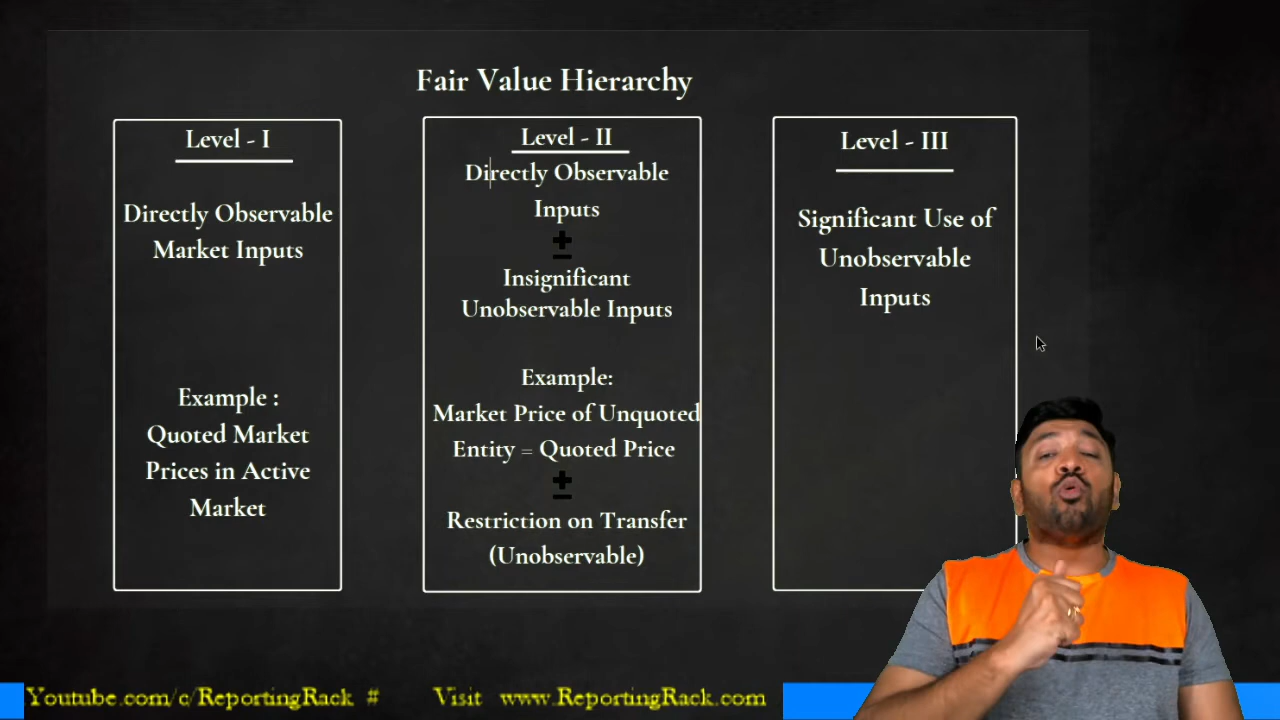 Fair Value Hierarchy
Level - I
Directly Observable
Market Inputs
Example :
Quoted Market
Prices in Active
Market
Level - II
Directly Observable
Inputs
±
Insignificant
Unobservable Inputs
Example:
Market Price of Unquoted
Entity = Quoted Price
±
Restriction on Transfer
(Unobservable)
Level - III
Significant Use of
Unobservable
Inputs
Youtube.com/c/ReportingRack # Visit www.ReportingRack.com